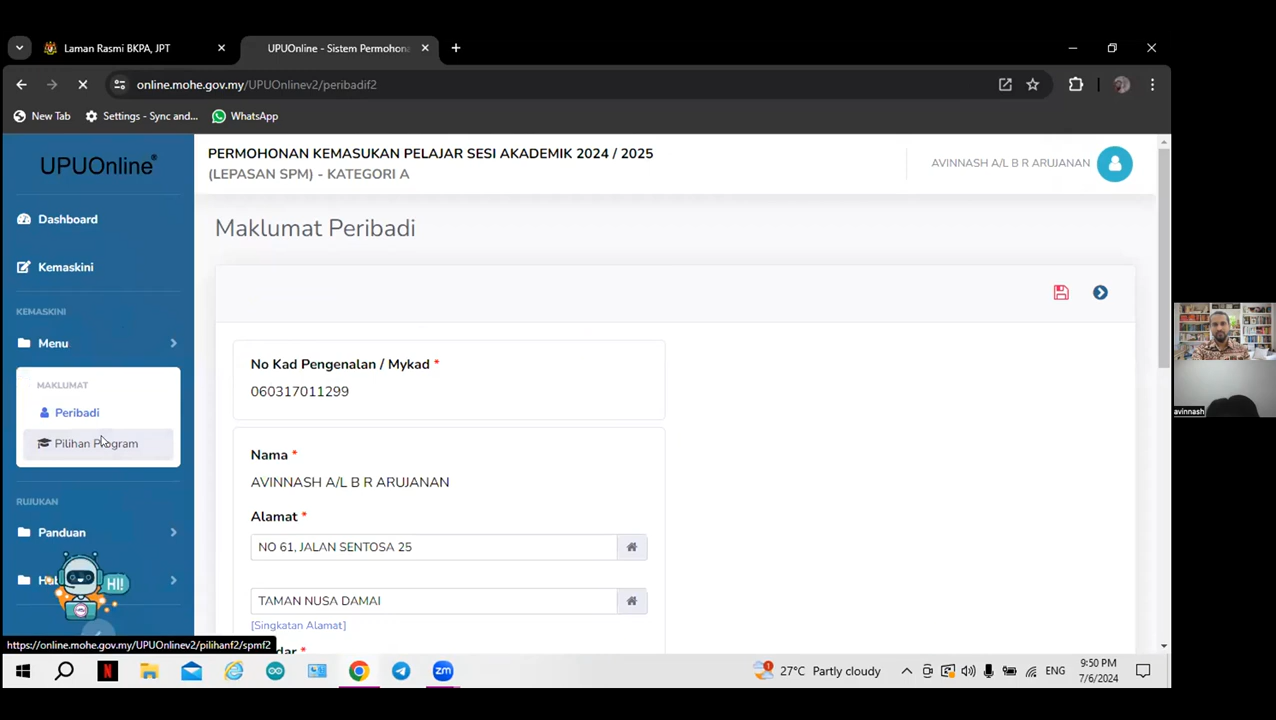 Laman Rasmi BKPA, JPT
UPUOnline - Sistem Permohona
online.mohe.gov.my/UPUOnlinev2/peribadif2
New Tab
Settings - Sync and...
WhatsApp
UPUOnline®
PERMOHONAN KEMASUKAN PELAJAR SESI AKADEMIK 2024 / 2025
(LEPASAN SPM) - KATEGORI A
AVINNASH A/L B R ARUJANAN
Dashboard
Kemaskini
KEMASKINI
Menu
MAKLUMAT
Peribadi
Pilihan Program
RUJUKAN
Panduan
HI!
Maklumat Peribadi
No Kad Pengenalan / Mykad *
060317011299
Nama *
AVINNASH A/L B R ARUJANAN
Alamat *
NO 61, JALAN SENTOSA 25
TAMAN NUSA DAMAI
[Singkatan Alamat]
https://online.mohe.gov.my/UPUOnlinev2/pilihanf2/spmf2
avinnash
27°C Partly cloudy
ENG
9:50 PM
7/6/2024